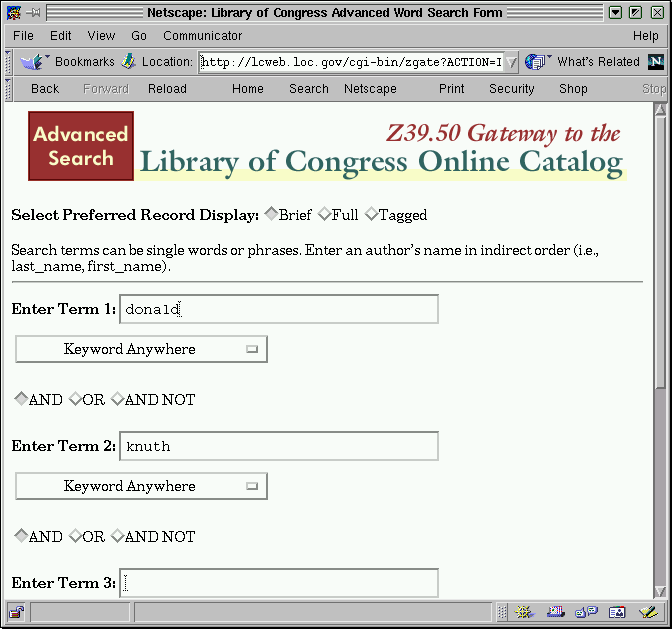 Netscape: Library of Congress Advanced Word Search Form
File Edit View Go Communicator Help
Bookmarks Location: http://lcweb.loc.gov/cgi-bin/zgate?ACTION=I What's Related N
Back Forward Reload Home Search Netscape Print Security Shop Stop
Advanced
Search
Z39.50 Gateway to the
Library of Congress Online Catalog
Select Preferred Record Display: Brief Full Tagged
Search terms can be single words or phrases. Enter an author's name in indirect order (i.e.,
last_name, first_name).
Enter Term 1: donald
Keyword Anywhere
AND OR AND NOT
Enter Term 2: knuth
Keyword Anywhere
AND OR AND NOT
Enter Term 3: